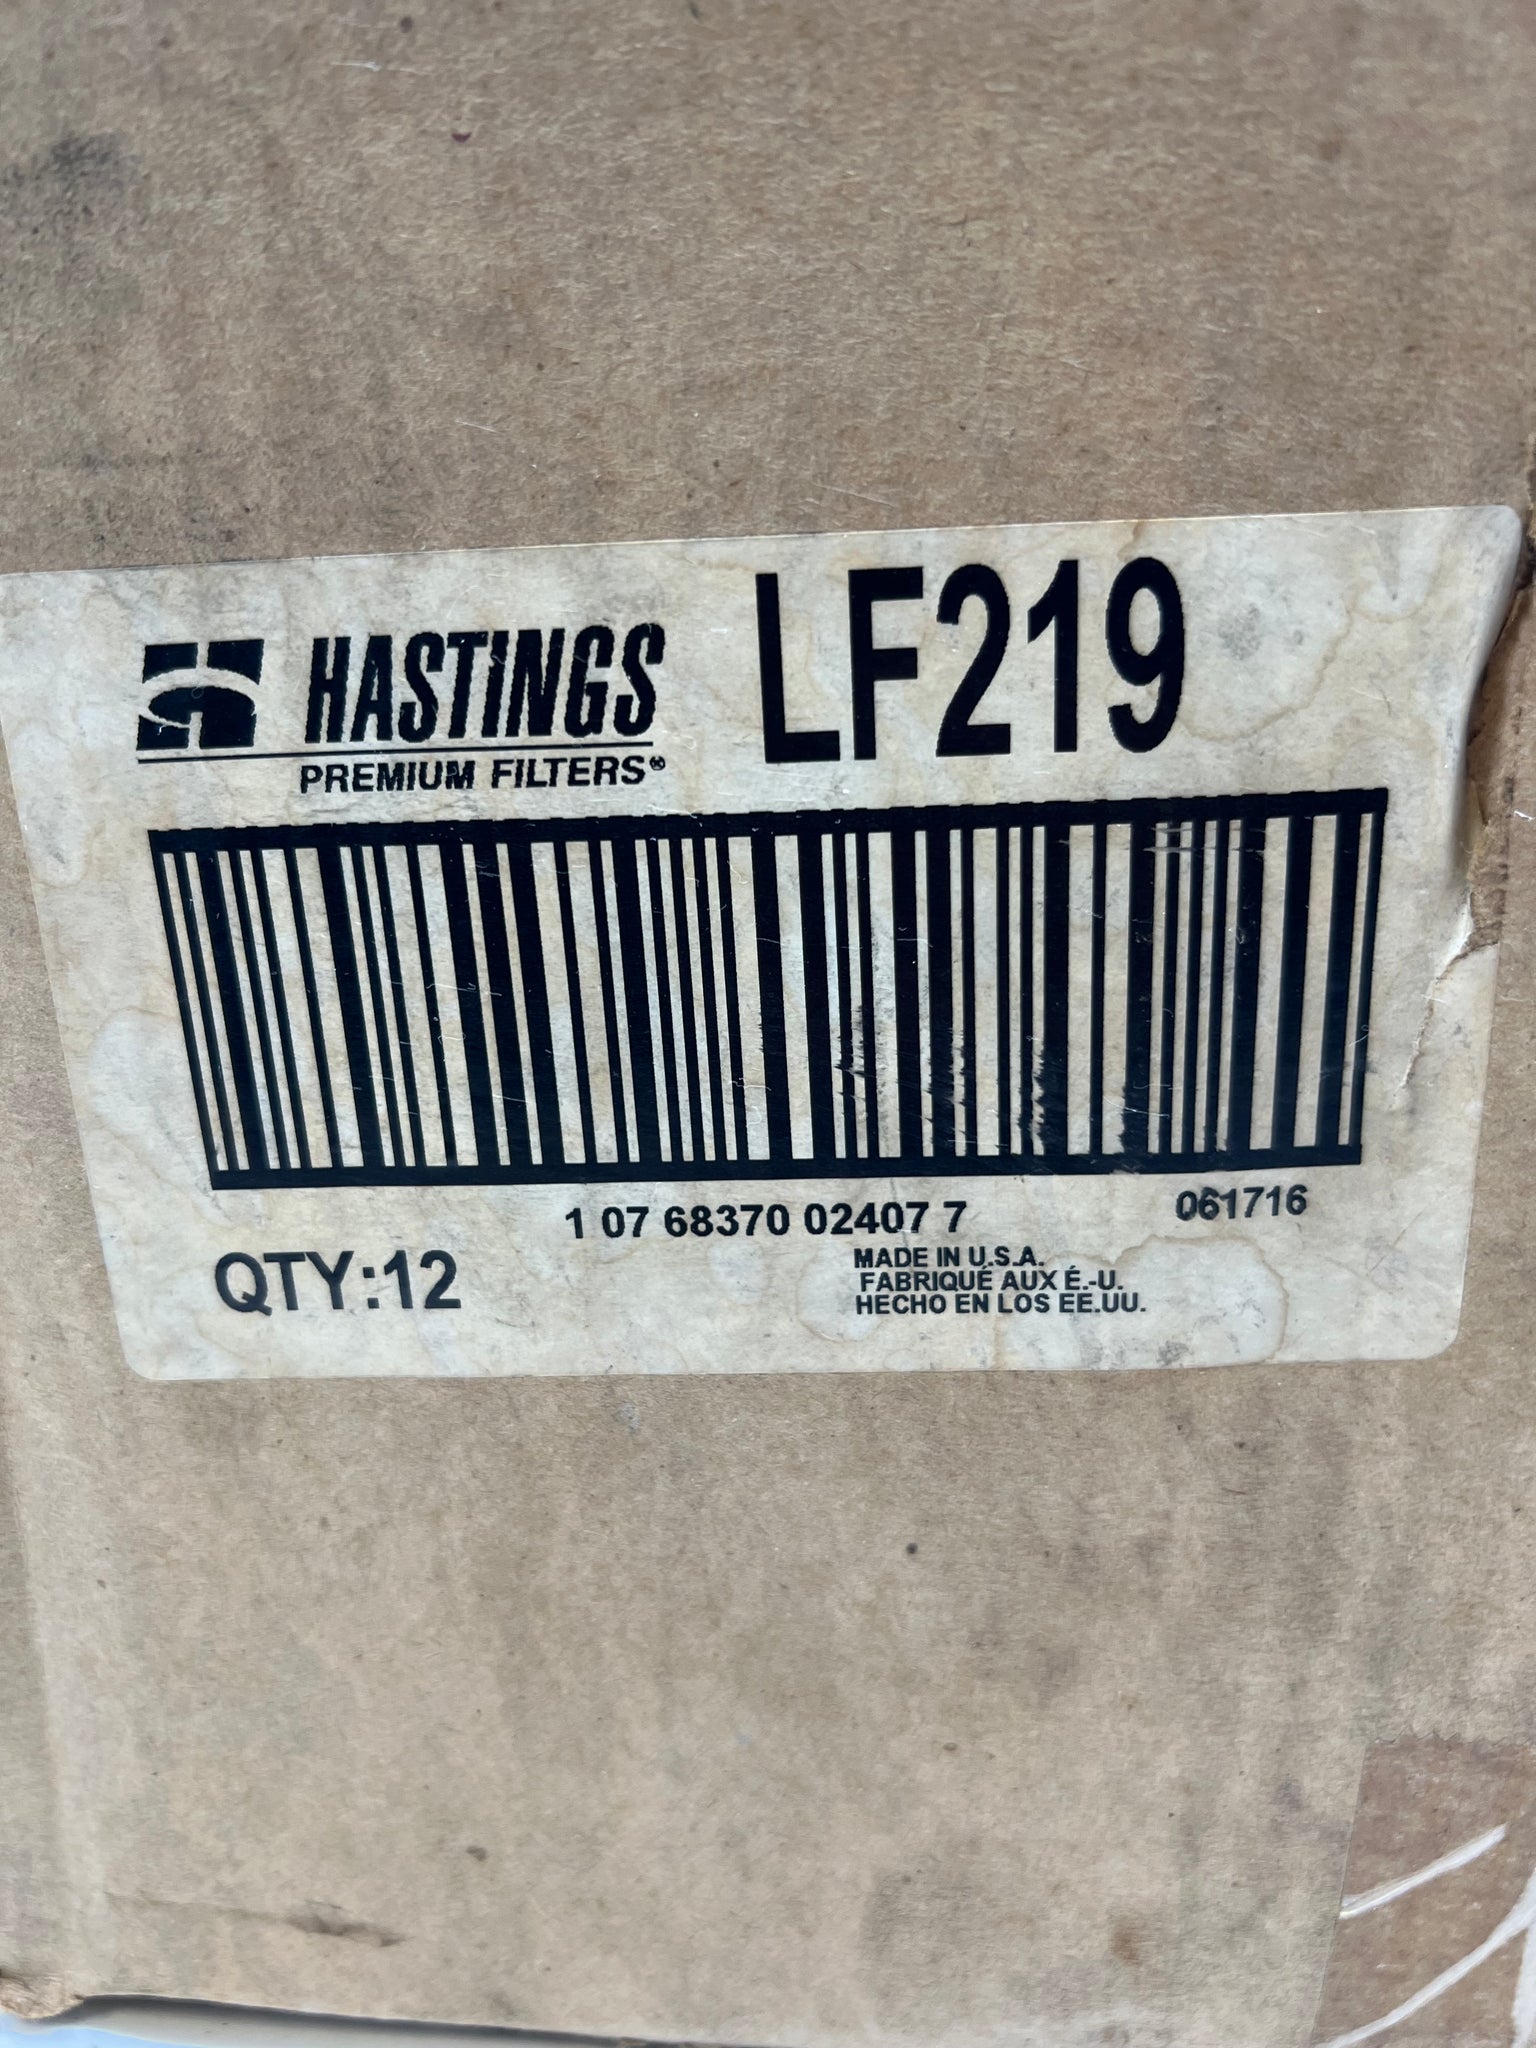 HASTINGS
PREMIUM FILTERS®
LF219
1 07 68370 02407 7
061716
QTY:12
MADE IN U.S.A.
FABRIQUÉ AUX É.-U.
HECHO EN LOS EE.UU.